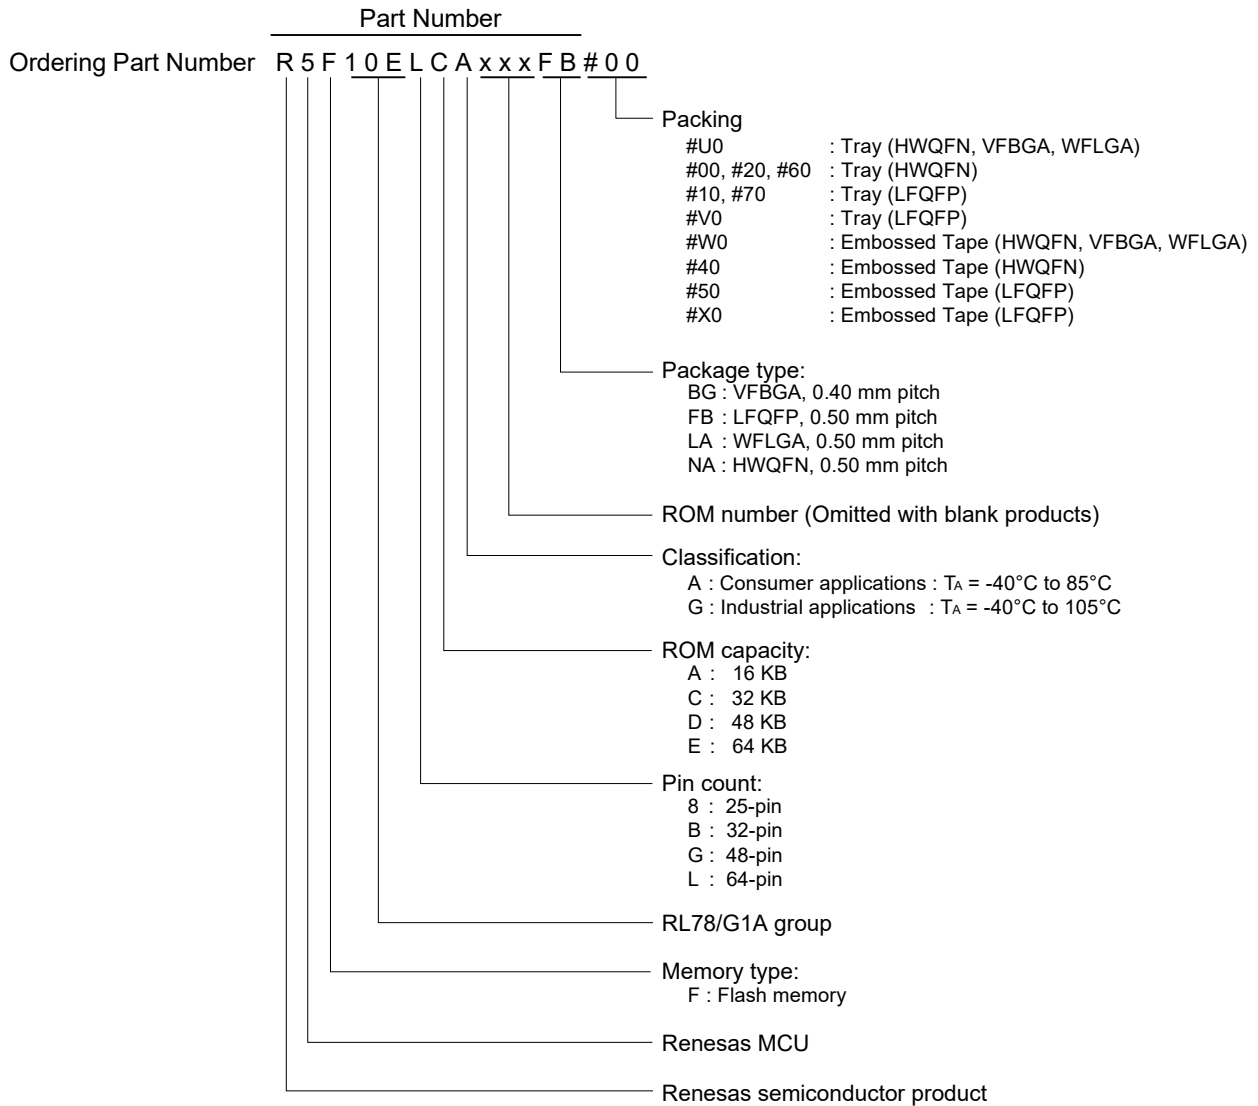 Part Number
Ordering Part Number R 5 F 1 0 E L C A x x x F B # 0 0
Packing
#U0 : Tray (HWQFN, VFBGA, WFLGA)
#00, #20, #60 : Tray (HWQFN)
#10, #70 : Tray (LFQFP)
#V0 : Tray (LFQFP)
#W0 : Embossed Tape (HWQFN, VFBGA, WFLGA)
#40 : Embossed Tape (HWQFN)
#50 : Embossed Tape (LFQFP)
#X0 : Embossed Tape (LFQFP)
Package type:
BG : VFBGA, 0.40 mm pitch
FB : LFQFP, 0.50 mm pitch
LA : WFLGA, 0.50 mm pitch
NA : HWQFN, 0.50 mm pitch
ROM number (Omitted with blank products)
Classification:
A : Consumer applications : TA = -40°C to 85°C
G : Industrial applications : TA = -40°C to 105°C
ROM capacity:
A : 16 KB
C : 32 KB
D : 48 KB
E : 64 KB
Pin count:
8 : 25-pin
B : 32-pin
G : 48-pin
L : 64-pin
RL78/G1A group
Memory type:
F : Flash memory
Renesas MCU
Renesas semiconductor product